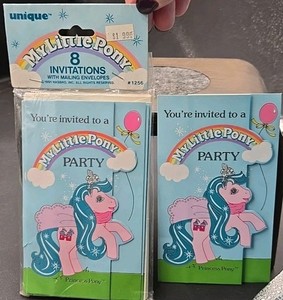 unique
$1.99
My Little Pony
8
INVITATIONS
WITH MAILING ENVELOPES
#1256
You're invited to a
My Little Pony
PARTY
You're invited to a
My Little Pony
PARTY